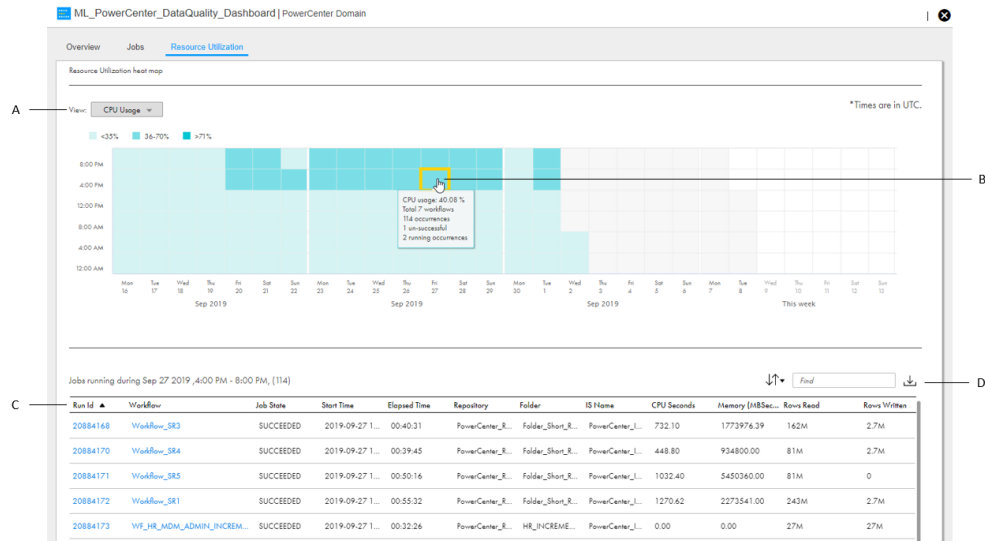 ML_PowerCenter_DataQuality_Dashboard | PowerCenter Domain
Overview Jobs Resource Utilization
Resource Utilization heat map
A
View: CPU Usage
*Times are in UTC.
<35% 36-70% >71%
8:00 PM
4:00 PM
12:00 PM
8:00 AM
4:00 AM
12:00 AM
B
CPU usage: 40.08 %
Total 7 workflows
114 occurrences
1 un-successful
2 running occurrences
Mon Tue Wed Thu Fri Sat Sun Mon Tue Wed Thu Fri Sat Sun Mon Tue Wed Thu Fri Sat Sun Mon Tue Wed Thu Fri Sat Sun
16 17 18 19 20 21 22 23 24 25 26 27 28 29 30 1 2 3 4 5 6 7 8 9 10 11 12 13
Sep 2019 Sep 2019 Sep 2019 This week
Jobs running during Sep 27 2019 ,4:00 PM - 8:00 PM, (114)
Find
D
C
Run Id Workflow Job State Start Time Elapsed Time Repository Folder IS Name CPU Seconds Memory (MBSec... Rows Read Rows Written
20884168 Workflow_SR3 SUCCEEDED 2019-09-27 1... 00:40:31 PowerCenter_R... Folder_Short_R... PowerCenter_I... 732.10 1773976.39 162M 2.7M
20884170 Workflow_SR4 SUCCEEDED 2019-09-27 1... 00:39:45 PowerCenter_R... Folder_Short_R... PowerCenter_I... 448.80 934800.00 81M 2.7M
20884171 Workflow_SR5 SUCCEEDED 2019-09-27 1... 00:50:16 PowerCenter_R... Folder_Short_R... PowerCenter_I... 1032.40 5450360.00 81M 0
20884172 Workflow_SR1 SUCCEEDED 2019-09-27 1... 00:55:32 PowerCenter_R... Folder_Short_R... PowerCenter_I... 1270.62 2273541.00 243M 2.7M
20884173 WF_HR_MDM_ADMIN_INCREM... SUCCEEDED 2019-09-27 1... 00:32:26 PowerCenter_R... HR_INCREME... PowerCenter_I... 0.00 0.00 27M 27M